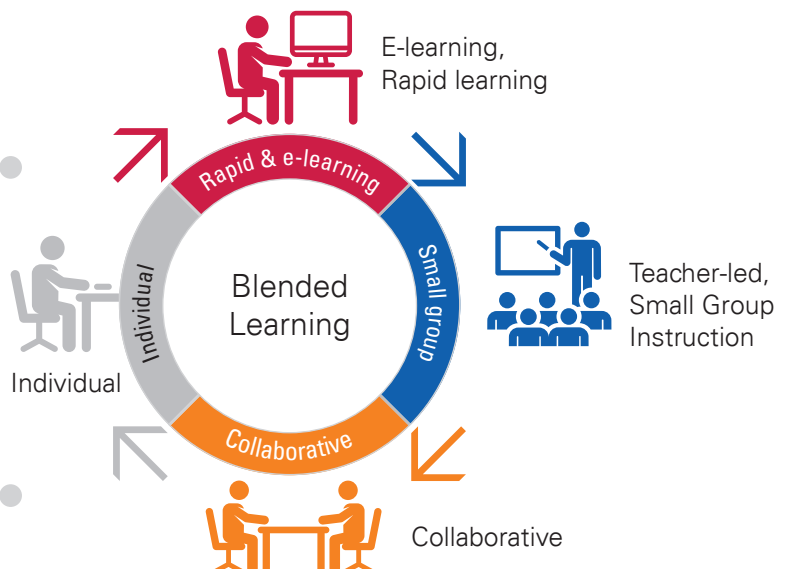 E-learning,
Rapid learning
Rapid & e-learning
Individual
Blended
Learning
Small group
Teacher-led,
Small Group
Instruction
Individual
Collaborative
Collaborative